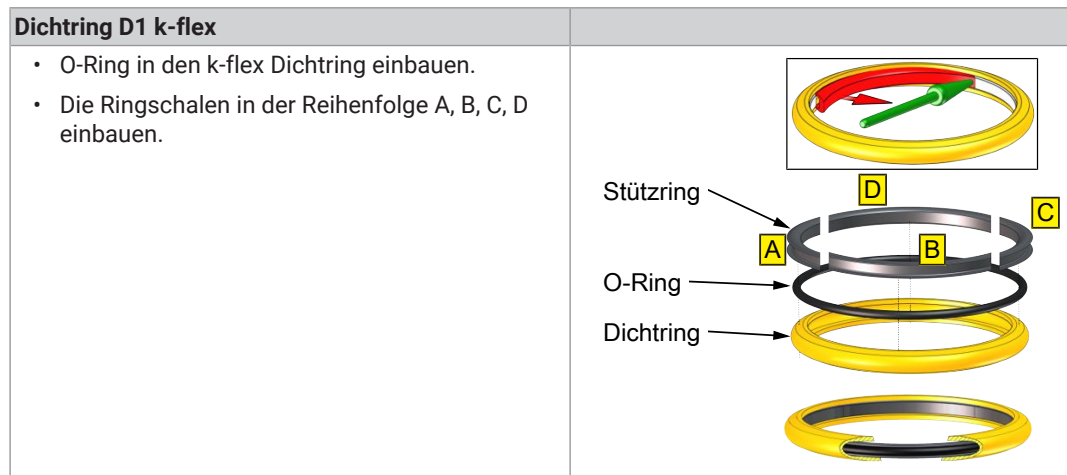 Dichtring D1 k-flex
• O-Ring in den k-flex Dichtring einbauen.
• Die Ringschalen in der Reihenfolge A, B, C, D
einbauen.
Stützring
D
C
A
B
O-Ring
Dichtring